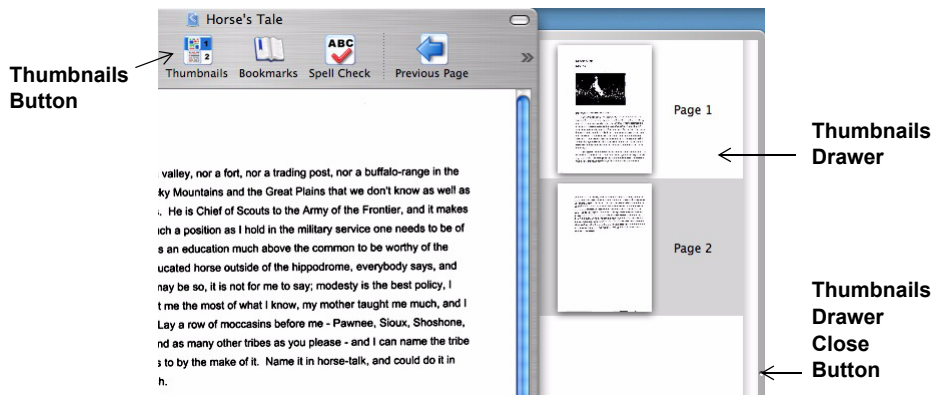 Horse's Tale
ABC
1
2
Thumbnails Bookmarks Spell Check Previous Page
»
Thumbnails
Button
valley, nor a fort, nor a trading post, nor a buffalo-range in the
ky Mountains and the Great Plains that we don't know as well as
. He is Chief of Scouts to the Army of the Frontier, and it makes
ch a position as I hold in the military service one needs to be of
s an education much above the common to be worthy of the
ucated horse outside of the hippodrome, everybody says, and
may be so, it is not for me to say; modesty is the best policy, I
t me the most of what I know, my mother taught me much, and I
Lay a row of moccasins before me - Pawnee, Sioux, Shoshone,
nd as many other tribes as you please - and I can name the tribe
s to by the make of it. Name it in horse-talk, and could do it in
h.
Page 1
Page 2
Thumbnails
Drawer
Thumbnails
Drawer
Close
Button